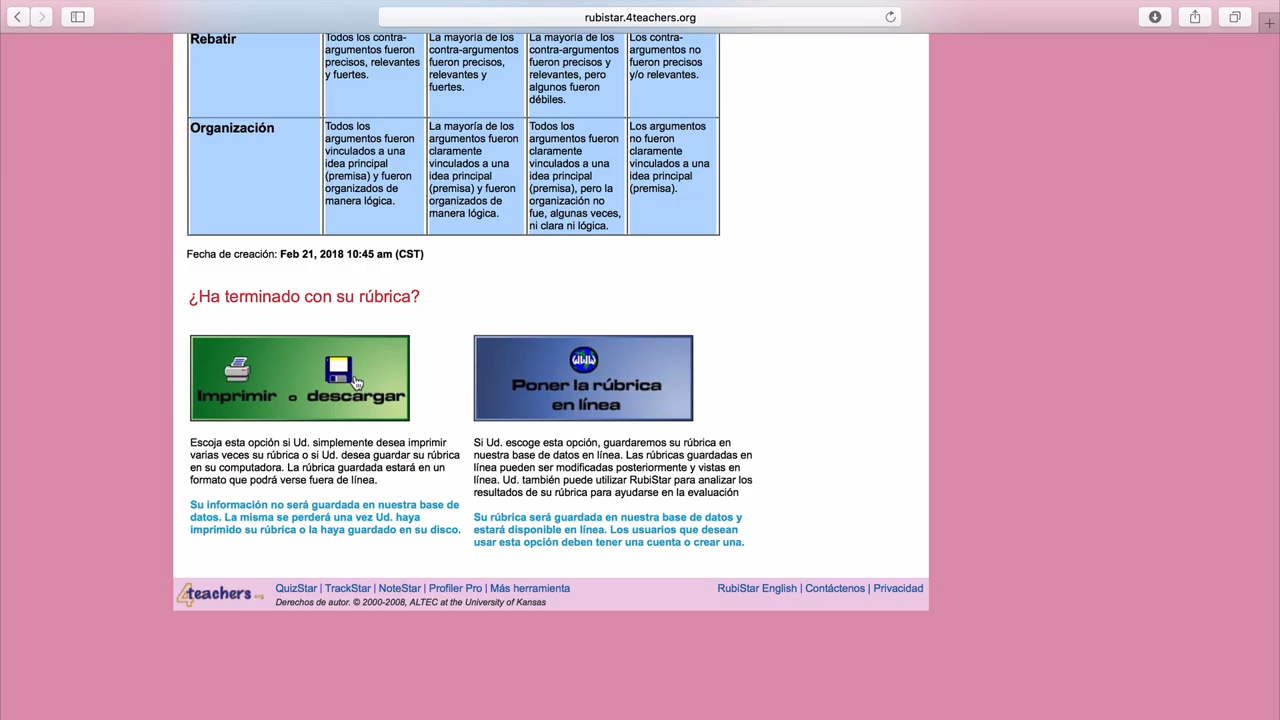 rubistar.4teachers.org
Rebatir
Todos los contra-
argumentos fueron
precisos, relevantes
y fuertes.
La mayoría de los
contra-argumentos
fueron precisos,
relevantes y
fuertes.
La mayoría de los
contra-argumentos
fueron precisos y
relevantes, pero
algunos fueron
débiles.
Los contra-
argumentos no
fueron precisos
y/o relevantes.
Organización
Todos los
argumentos fueron
vinculados a una
idea principal
(premisa) y fueron
organizados de
manera lógica.
La mayoría de los
argumentos fueron
claramente
vinculados a una
idea principal
(premisa) y fueron
organizados de
manera lógica.
Todos los
argumentos fueron
claramente
vinculados a una
idea principal
(premisa), pero la
organización no
fue, algunas veces,
ni clara ni lógica.
Los argumentos
no fueron
claramente
vinculados a una
idea principal
(premisa).
Fecha de creación: Feb 21, 2018 10:45 am (CST)
¿Ha terminado con su rúbrica?
Imprimir o descargar
WWW
Poner la rúbrica
en línea
Escoja esta opción si Ud. simplemente desea imprimir
varias veces su rúbrica o si Ud. desea guardar su rúbrica
en su computadora. La rúbrica guardada estará en un
formato que podrá verse fuera de línea.
Su información no será guardada en nuestra base de
datos. La misma se perderá una vez Ud. haya
imprimido su rúbrica o la haya guardado en su disco.
Si Ud. escoge esta opción, guardaremos su rúbrica en
nuestra base de datos en línea. Las rúbricas guardadas en
línea pueden ser modificadas posteriormente y vistas en
línea. Ud. también puede utilizar RubiStar para analizar los
resultados de su rúbrica para ayudarse en la evaluación
Su rúbrica será guardada en nuestra base de datos y
estará disponible en línea. Los usuarios que desean
usar esta opción deben tener una cuenta o crear una.
4teachers.org
QuizStar | TrackStar | NoteStar | Profiler Pro | Más herramienta
RubiStar English | Contáctenos | Privacidad
Derechos de autor. © 2000-2008, ALTEC at the University of Kansas